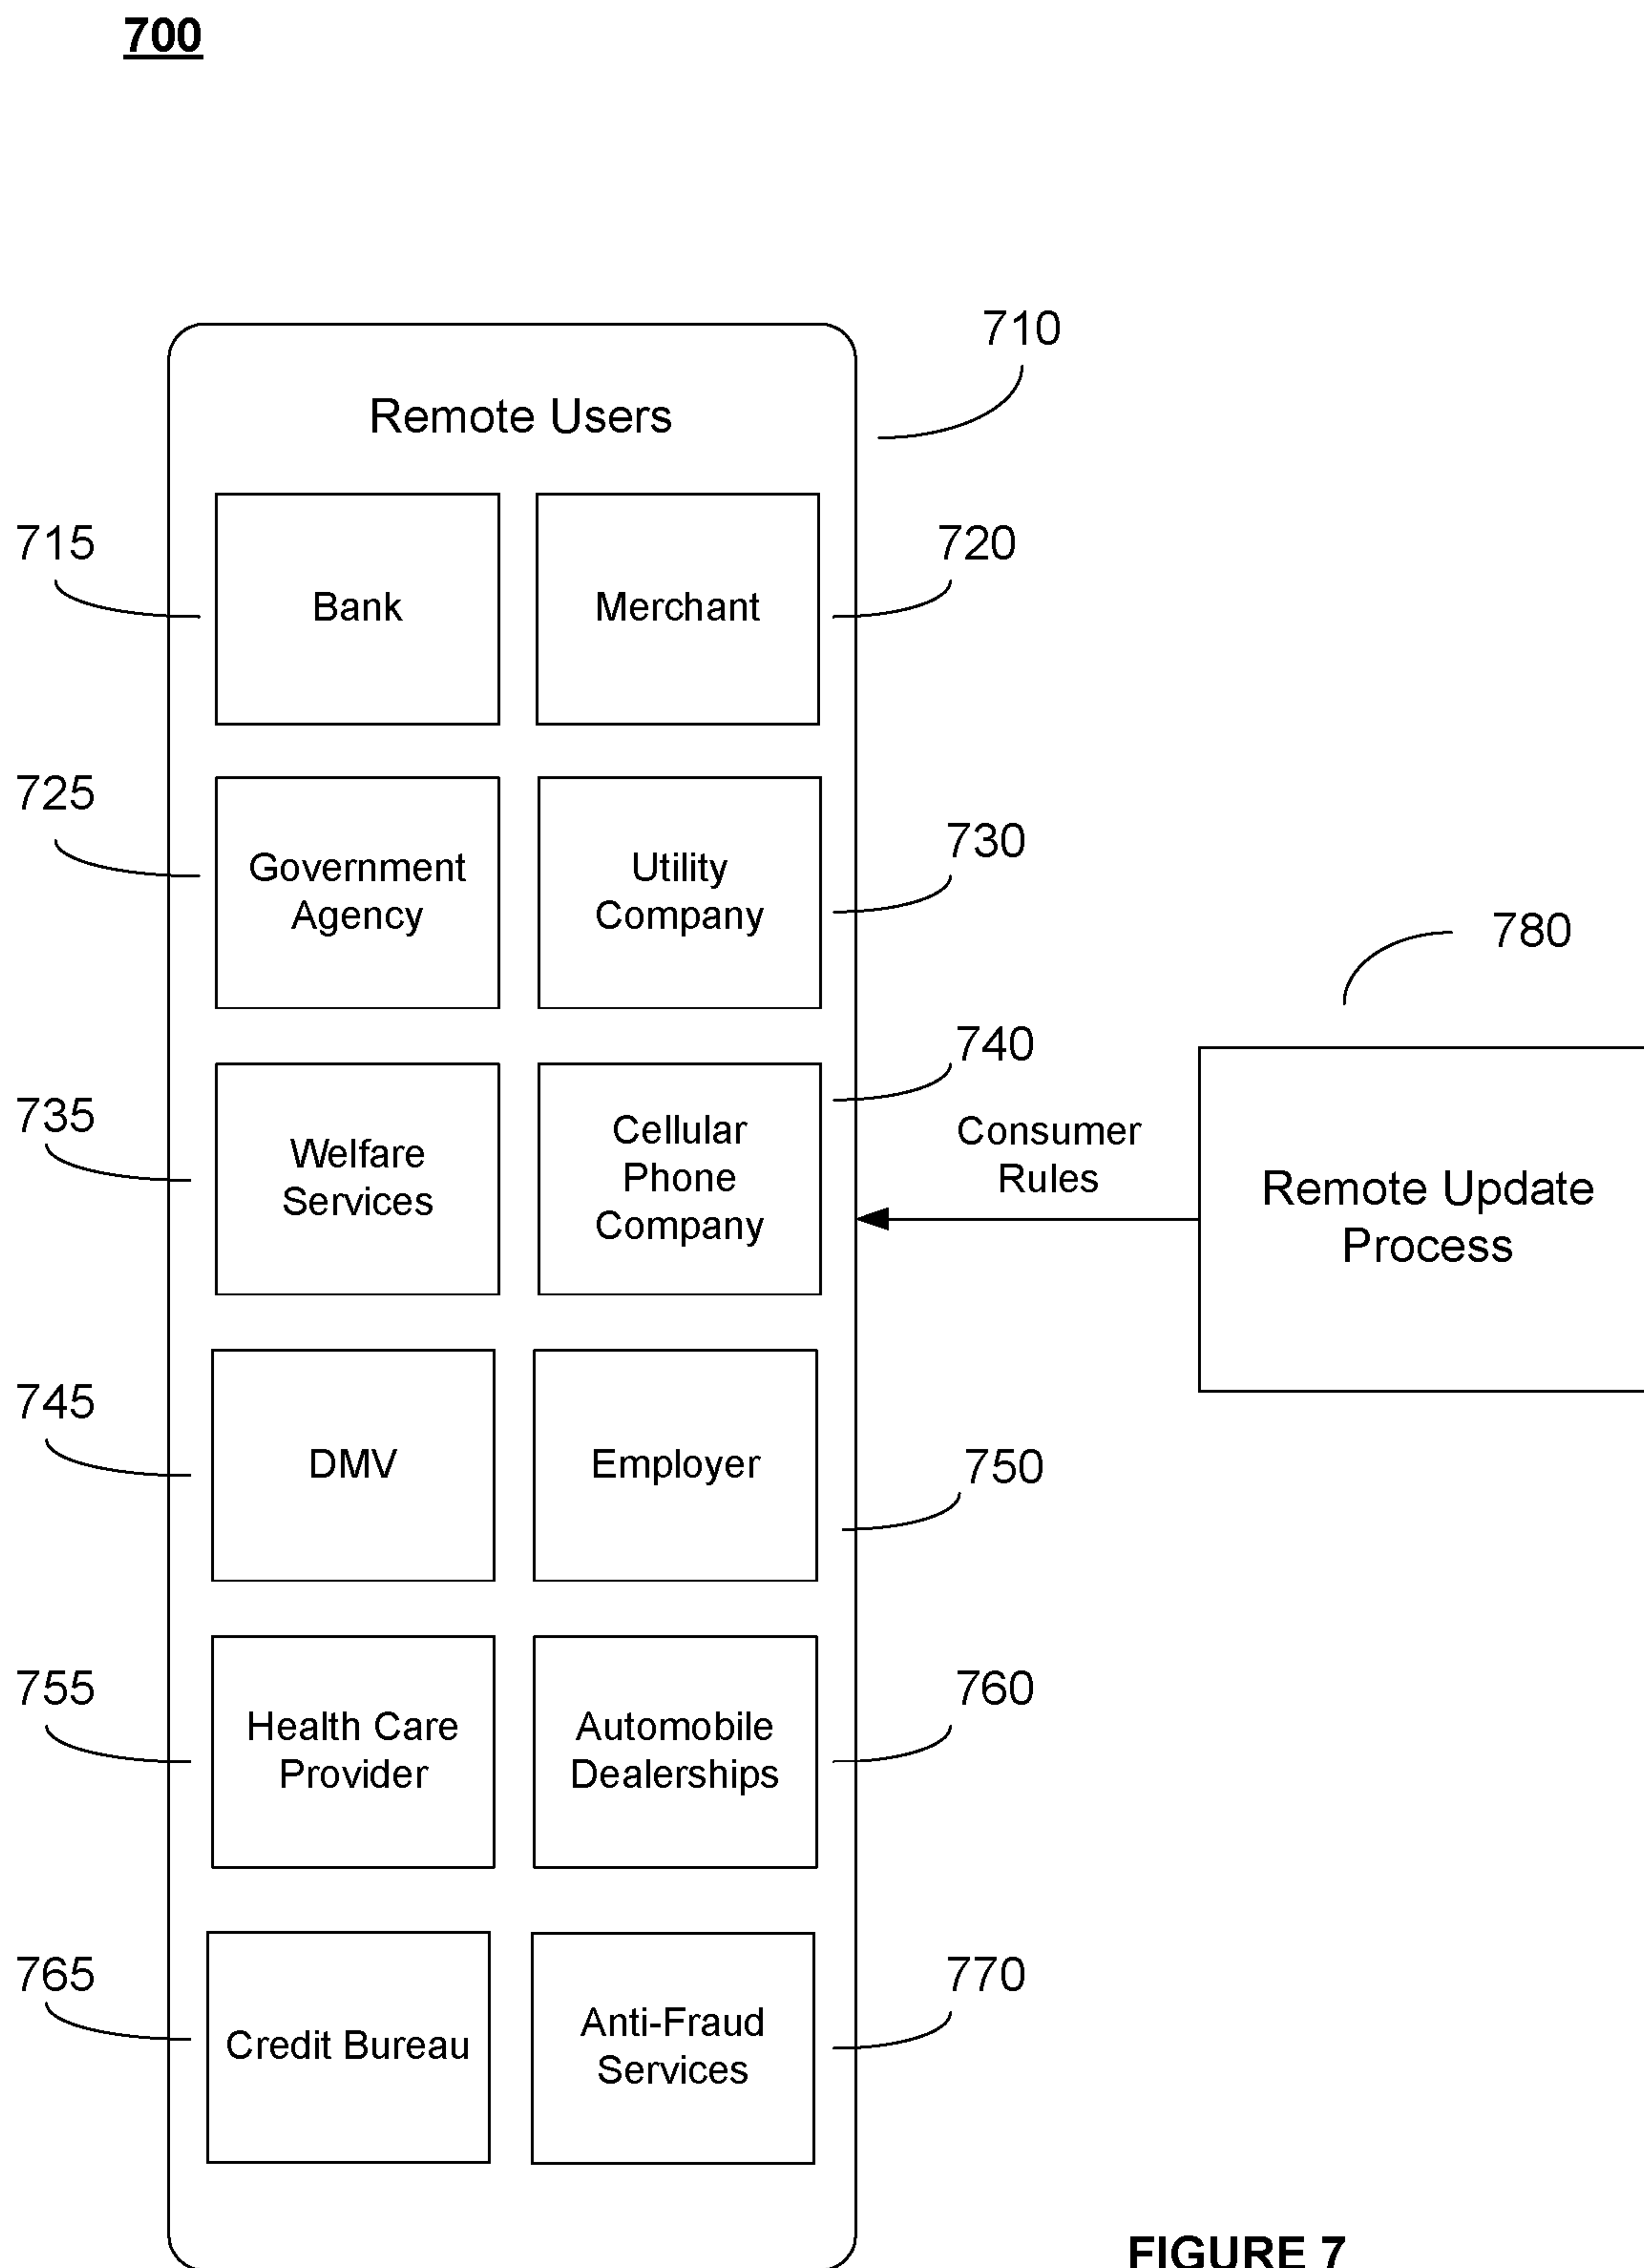 700
710
Remote Users
715
720
Bank
Merchant
725
730
Government
Agency
Utility
Company
780
740
735
Welfare
Services
Cellular
Phone
Company
Consumer
Rules
Remote Update
Process
745
750
DMV
Employer
755
760
Health Care
Provider
Automobile
Dealerships
765
770
Credit Bureau
Anti-Fraud
Services
FIGURE 7